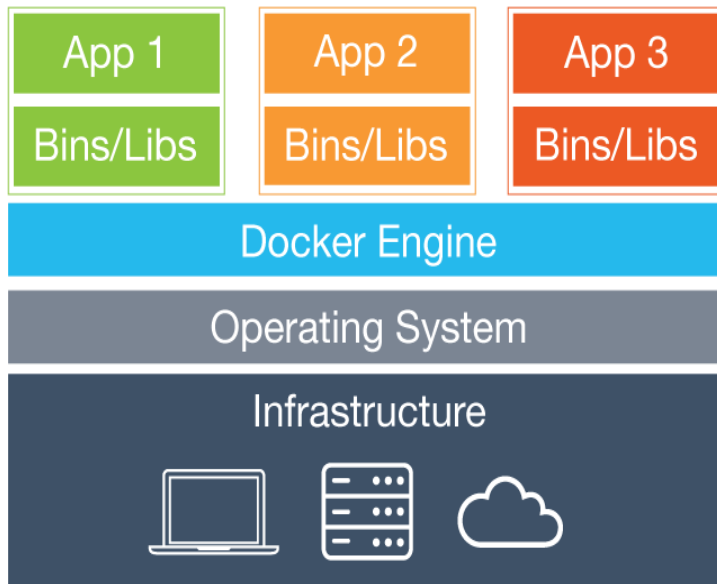 App 1
App 2
App 3
Bins/Libs
Bins/Libs
Bins/Libs
Docker Engine
Operating System
Infrastructure